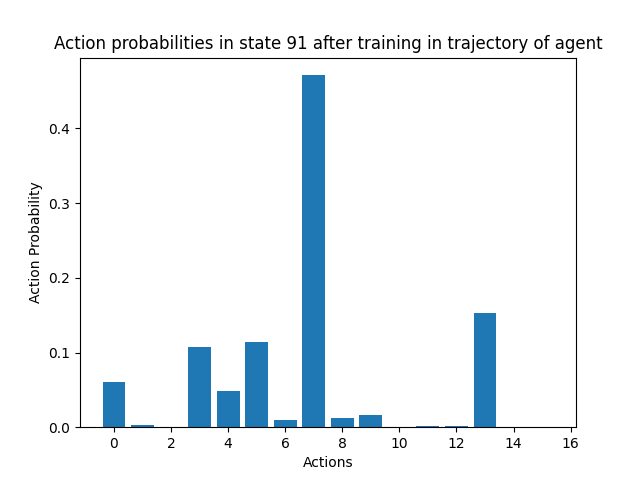 Action probabilities in state 91 after training in trajectory of agent
0.4
0.3
0.2
0.1
0.0
Action Probability
0 2 4 6 8 10 12 14 16
Actions